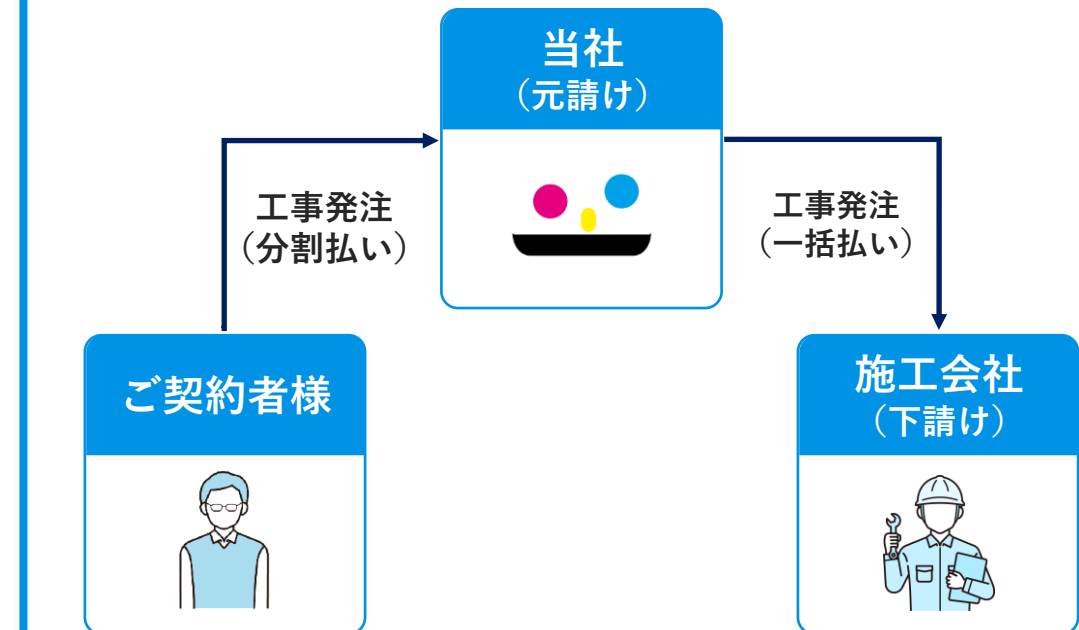 当社
（元請け）
工事発注
（分割払い）
工事発注
（一括払い）
ご契約者様
施工会社
（下請け）